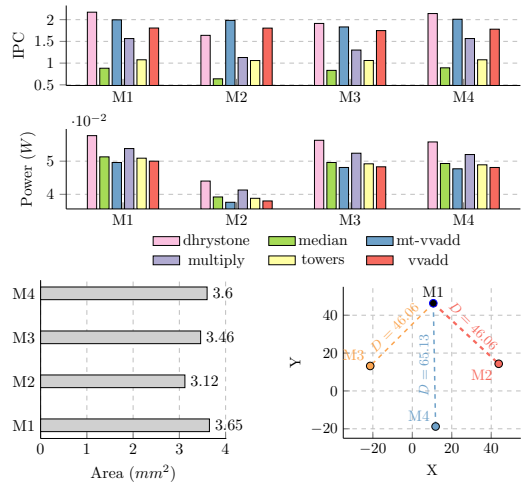 IPC
2
1.5
1
0.5
M1 M2 M3 M4
·10⁻²
Power (W)
5
4
M1 M2 M3 M4
dhrystone median mt-vvadd
multiply towers vvadd
M4 3.6
M3 3.46
M2 3.12
M1 3.65
0 1 2 3 4
Area (mm²)
Y
60
40
20
0
−20
M1
D = 46.06
D = 46.06
D = 65.13
M3
M2
M4
−20 0 20 40 60
X